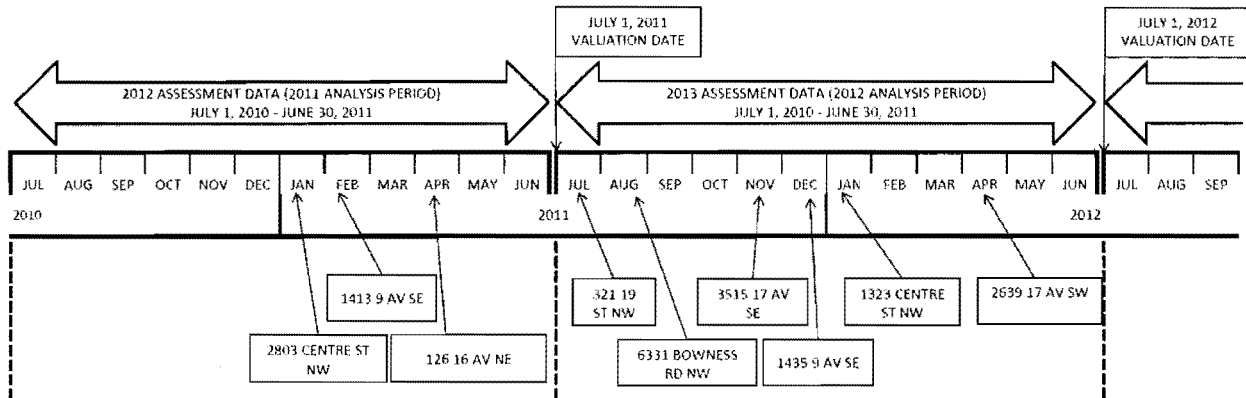 JULY 1, 2011
VALUATION DATE
JULY 1, 2012
VALUATION DATE
2012 ASSESSMENT DATA (2011 ANALYSIS PERIOD)
JULY 1, 2010 - JUNE 30, 2011
2013 ASSESSMENT DATA (2012 ANALYSIS PERIOD)
JULY 1, 2010 - JUNE 30, 2011
JUL AUG SEP OCT NOV DEC JAN FEB MAR APR MAY JUN JUL AUG SEP OCT NOV DEC JAN FEB MAR APR MAY JUN JUL AUG SEP
2010 2011 2012
1413 9 AV SE
2803 CENTRE ST
NW
126 16 AV NE
321 19
ST NW
6331 BOWNESS
RD NW
3515 17 AV
SE
1435 9 AV SE
1323 CENTRE
ST NW
2639 17 AV SW